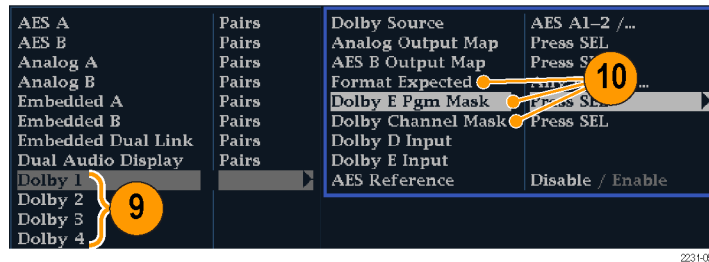 AES A Pairs Dolby Source AES A1–2 /...
AES B Pairs Analog Output Map Press SEL
Analog A Pairs AES B Output Map Press
Analog B Pairs Format Expected
Embedded A Pairs Dolby E Pgm Mask Press SEL
Embedded B Pairs Dolby Channel Mask Press SEL
Embedded Dual Link Pairs Dolby D Input
Dual Audio Display Pairs Dolby E Input
Dolby 1 AES Reference Disable / Enable
Dolby 2
Dolby 3
Dolby 4
9
10